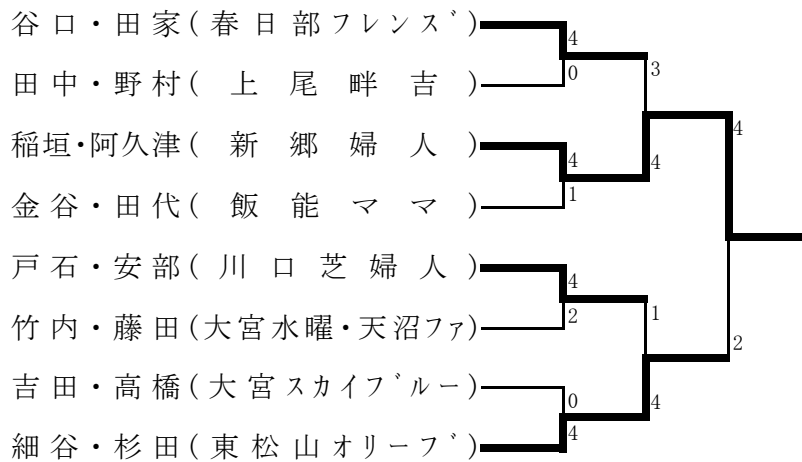 谷口・田家(春日部フレンズ)
4
0
3
田中・野村(上尾畔吉)
4
稲垣・阿久津(新郷婦人)
4
4
1
金谷・田代(飯能ママ)
戸石・安部(川口芝婦人)
4
2
1
竹内・藤田(大宮水曜・天沼ファ)
2
吉田・高橋(大宮スカイブルー)
0
4
4
細谷・杉田(東松山オリーブ)